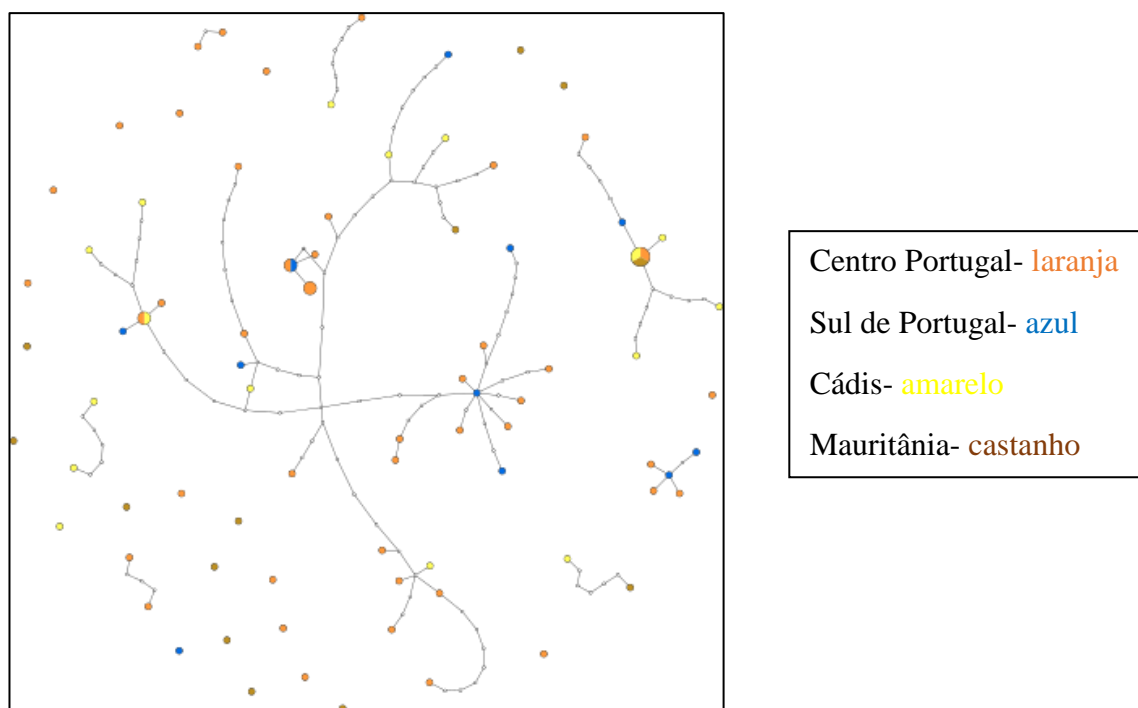 Centro Portugal- laranja
Sul de Portugal- azul
Cádis- amarelo
Mauritânia- castanho